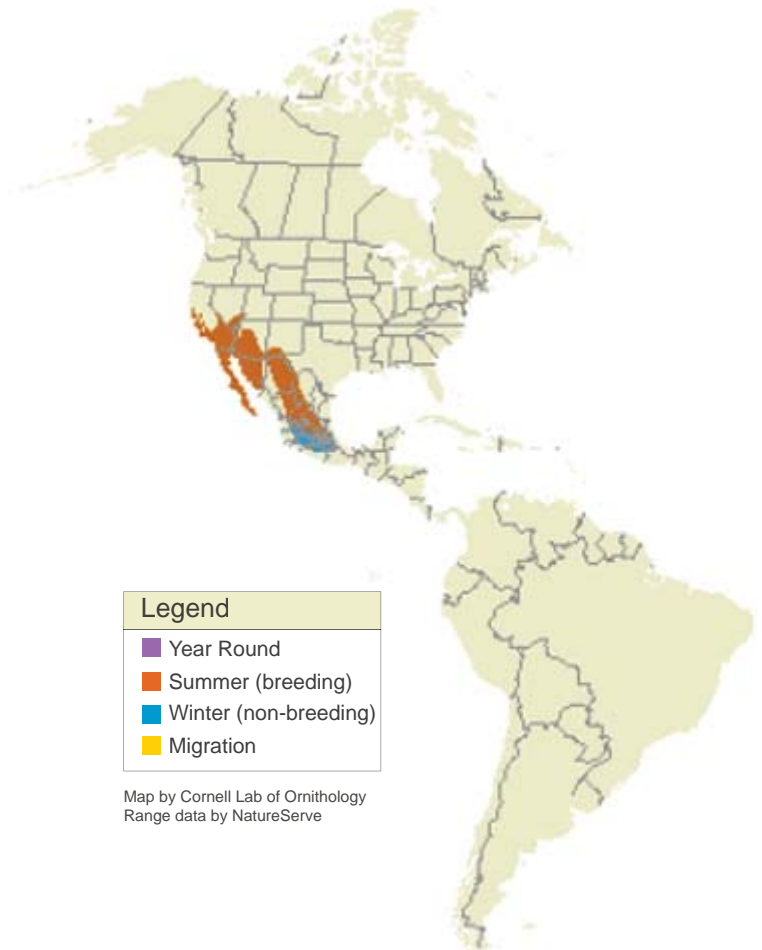 Legend
Year Round
Summer (breeding)
Winter (non-breeding)
Migration
Map by Cornell Lab of Ornithology
Range data by NatureServe